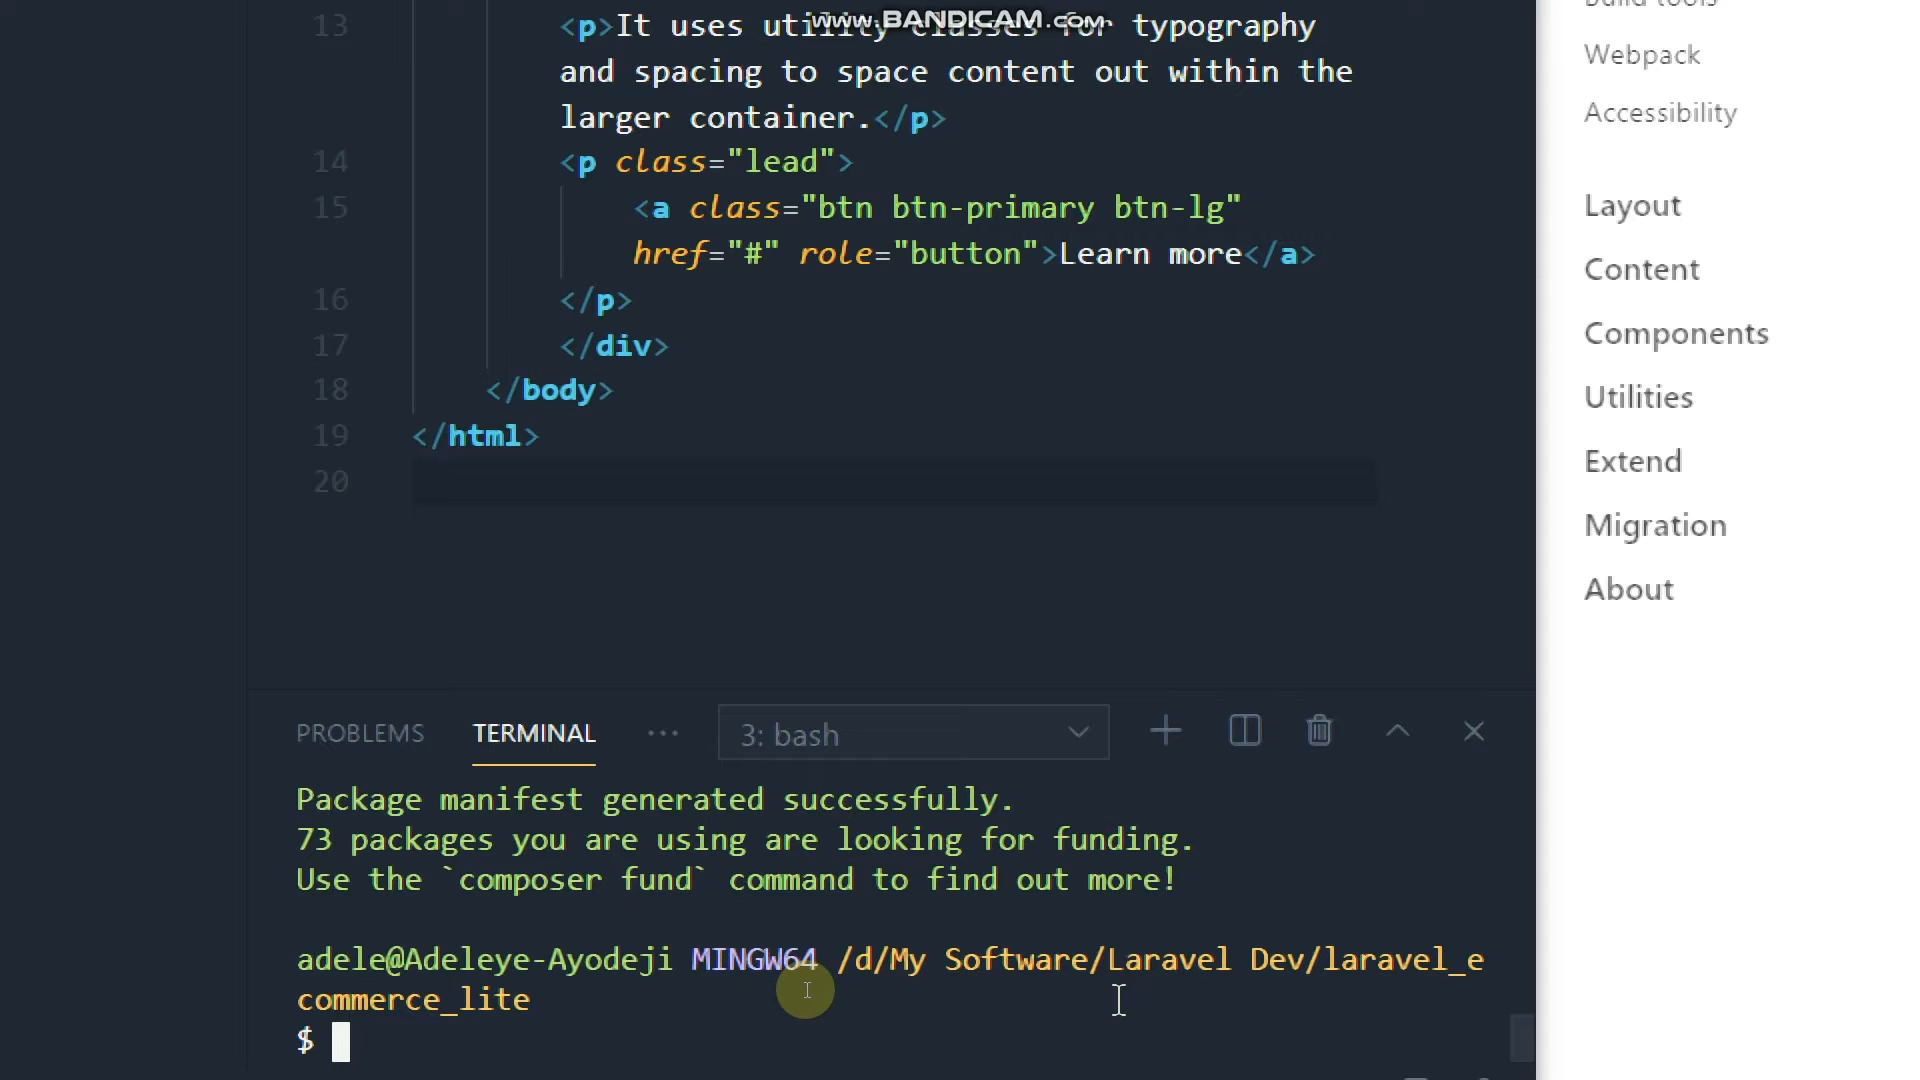 www.BANDICAM.com
13 <p>It uses utility classes for typography
and spacing to space content out within the
larger container.</p>
14 <p class="lead">
15 <a class="btn btn-primary btn-lg"
href="#" role="button">Learn more</a>
16 </p>
17 </div>
18 </body>
19 </html>
20
PROBLEMS TERMINAL ··· 3: bash
Package manifest generated successfully.
73 packages you are using are looking for funding.
Use the `composer fund` command to find out more!
adele@Adeleye-Ayodeji MINGW64 /d/My Software/Laravel Dev/laravel_e
commerce_lite
$
Build tools
Webpack
Accessibility
Layout
Content
Components
Utilities
Extend
Migration
About